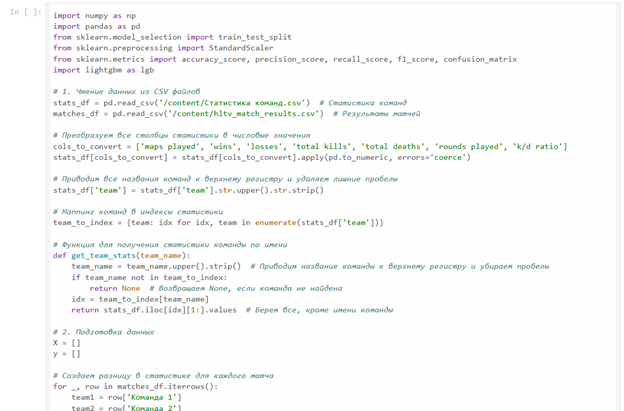 In [ ]:
import numpy as np
import pandas as pd
from sklearn.model_selection import train_test_split
from sklearn.preprocessing import StandardScaler
from sklearn.metrics import accuracy_score, precision_score, recall_score, f1_score, confusion_matrix
import lightgbm as lgb

# 1. Чтение данных из CSV файлов
stats_df = pd.read_csv('/content/Статистика команд.csv')  # Статистика команд
matches_df = pd.read_csv('/content/hltv_match_results.csv')  # Результаты матчей

# Преобразуем все столбцы статистики в числовые значения
cols_to_convert = ['maps played', 'wins', 'losses', 'total kills', 'total deaths', 'rounds played', 'k/d ratio']
stats_df[cols_to_convert] = stats_df[cols_to_convert].apply(pd.to_numeric, errors='coerce')

# Приводим все названия команд к верхнему регистру и удаляем лишние пробелы
stats_df['team'] = stats_df['team'].str.upper().str.strip()

# Маппинг команд в индексы статистики
team_to_index = {team: idx for idx, team in enumerate(stats_df['team'])}

# Функция для получения статистики команды по имени
def get_team_stats(team_name):
    team_name = team_name.upper().strip()  # Приводим название команды к верхнему регистру и убираем пробелы
    if team_name not in team_to_index:
        return None  # Возвращаем None, если команда не найдена
    idx = team_to_index[team_name]
    return stats_df.iloc[idx][1:].values  # Берем все, кроме имени команды

# 2. Подготовка данных
X = []
y = []

# Создаем разницу в статистике для каждого матча
for _, row in matches_df.iterrows():
    team1 = row['Команда 1']
    team2 = row['Команда 2']